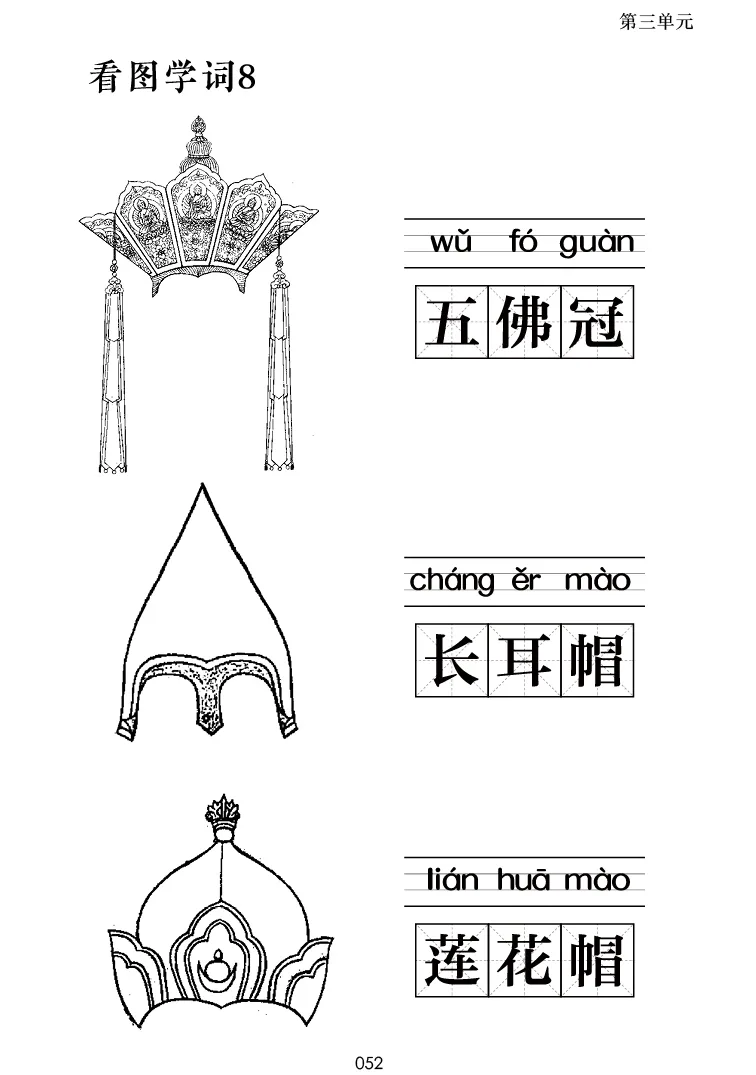 第三单元
看图学词8
wǔ fó guàn
五佛冠
cháng ěr mào
长耳帽
lián huā mào
莲花帽
052